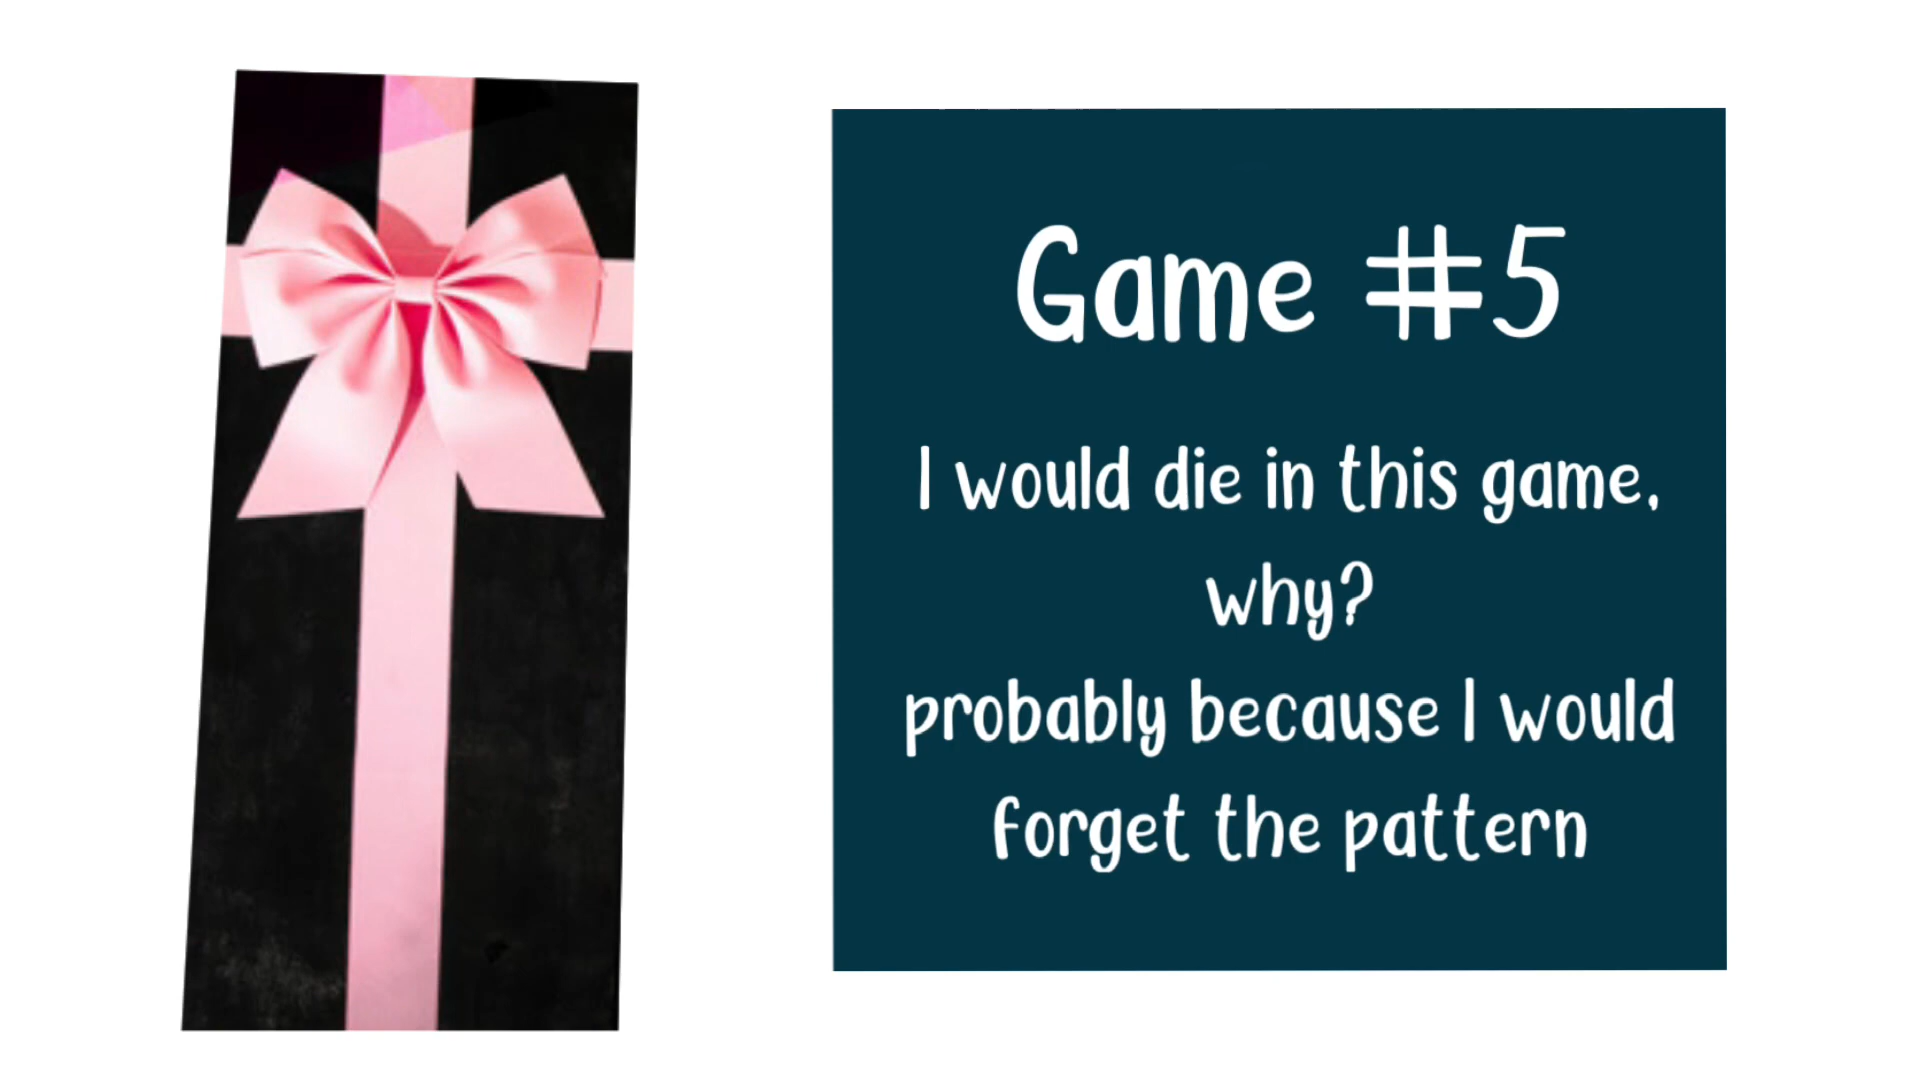 Game #5
I would die in this game,
why?
probably because I would
forget the pattern